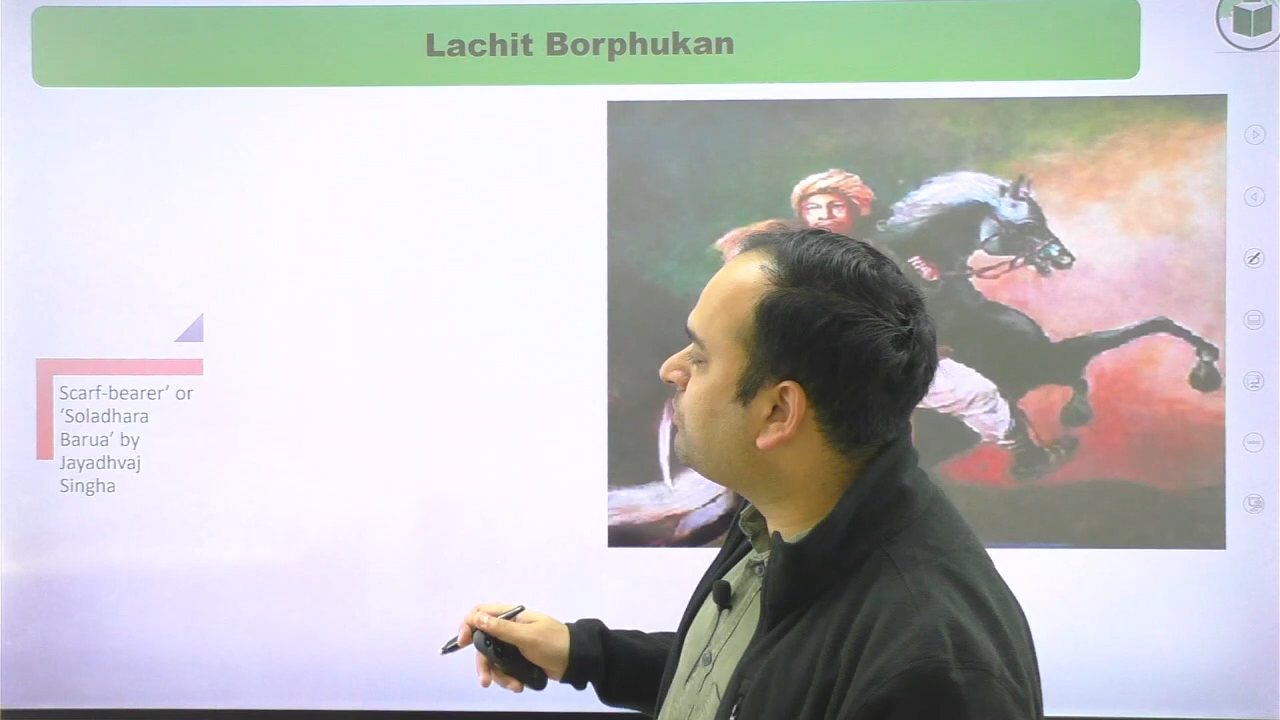 Lachit Borphukan
Scarf-bearer’ or
‘Soladhara
Barua’ by
Jayadhvaj
Singha